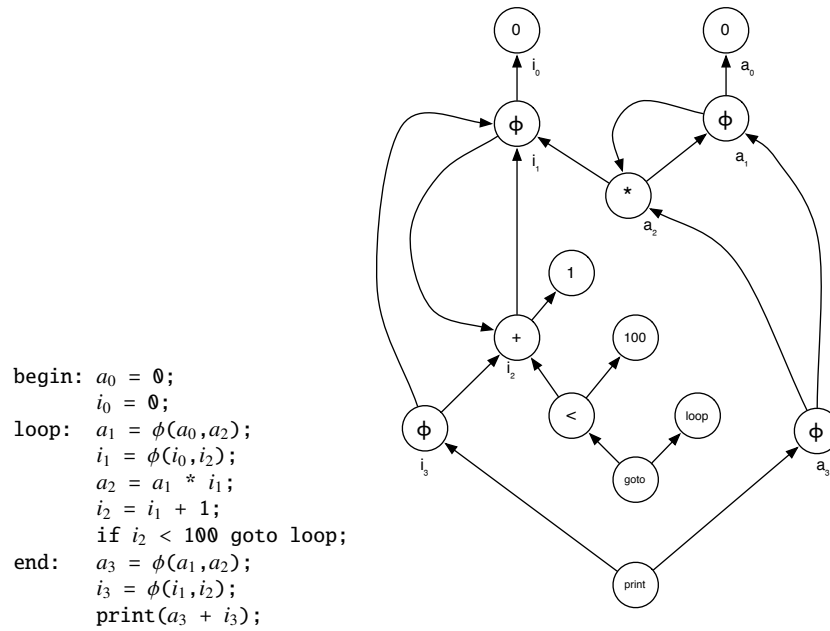 begin: a₀ = 0;
i₀ = 0;
loop: a₁ = ϕ(a₀,a₂);
i₁ = ϕ(i₀,i₂);
a₂ = a₁ * i₁;
i₂ = i₁ + 1;
if i₂ < 100 goto loop;
end: a₃ = ϕ(a₁,a₂);
i₃ = ϕ(i₁,i₂);
print(a₃ + i₃);
0
i₀
0
a₀
ϕ
i₁
ϕ
a₁
*
a₂
1
+
i₂
100
<
loop
ϕ
i₃
ϕ
a₃
goto
print